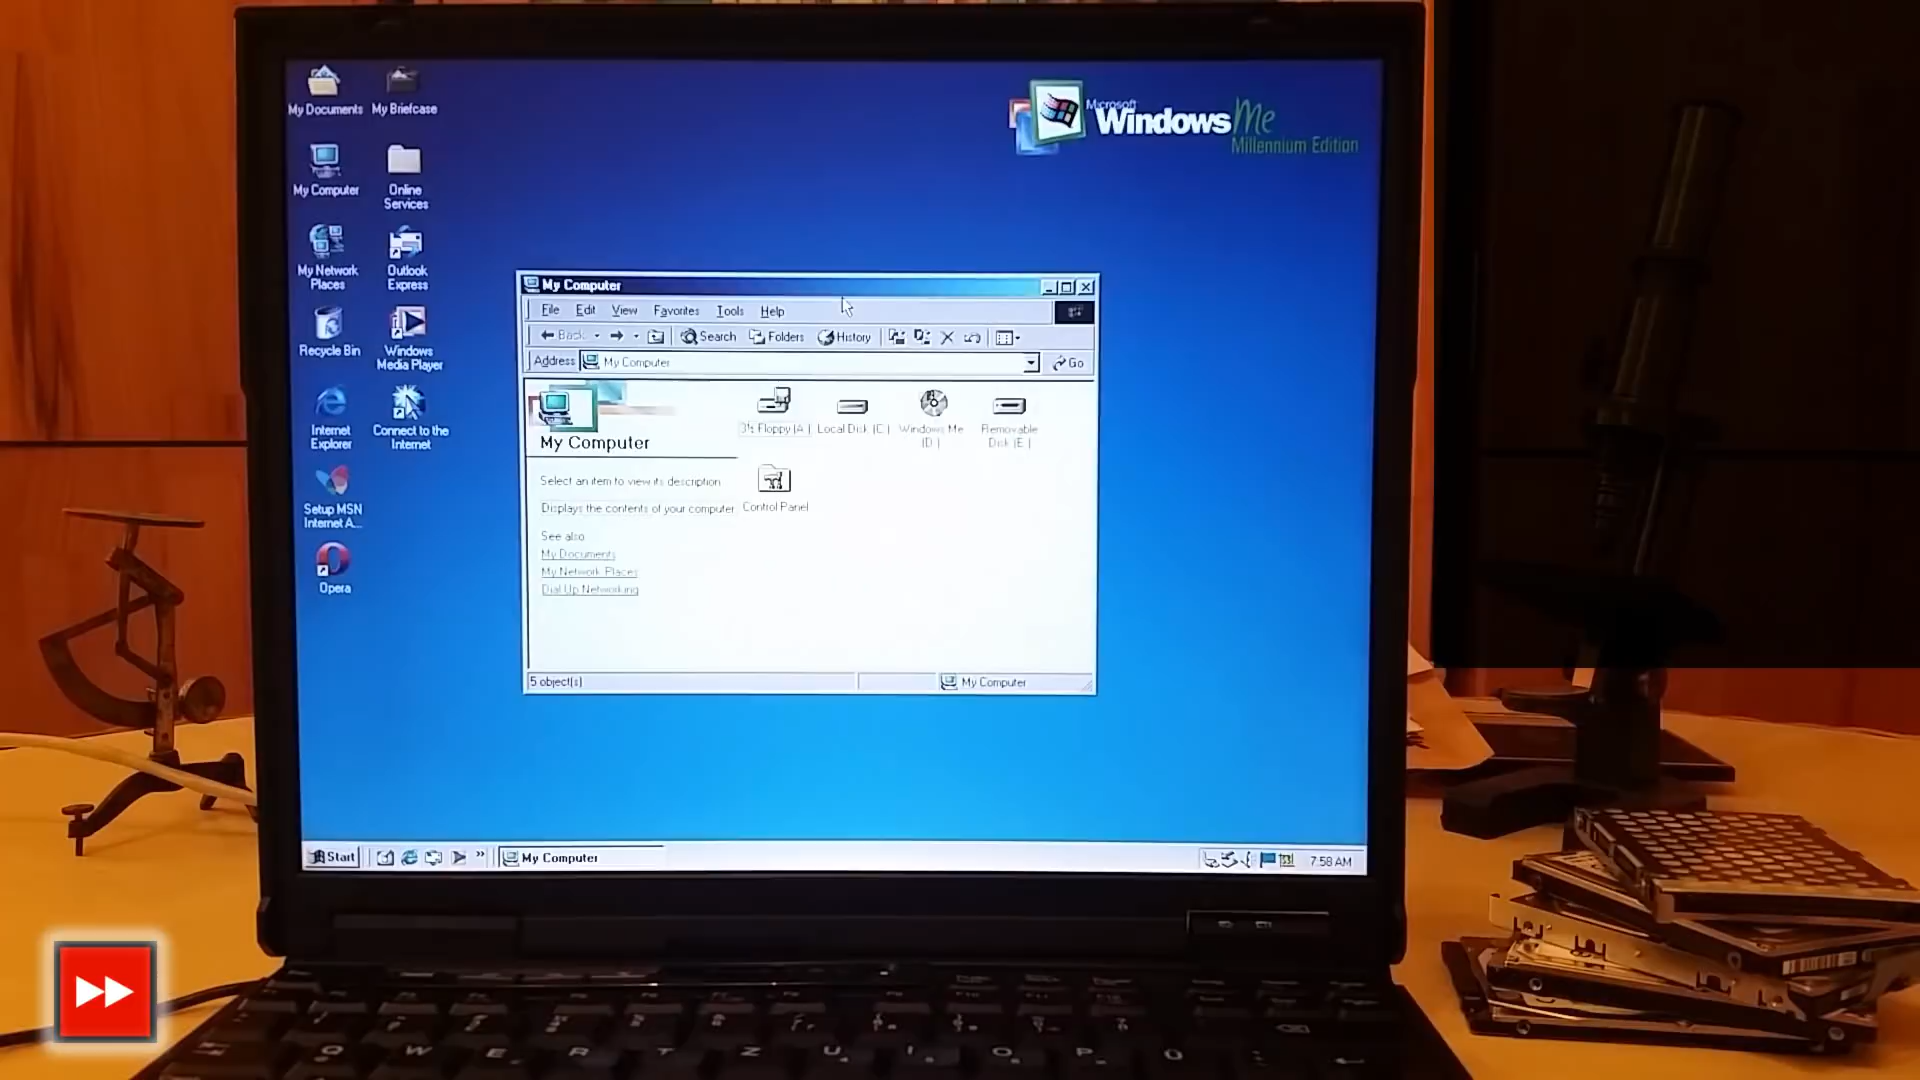 My Documents
My Briefcase
Microsoft
Windows Me
Millennium Edition
My Computer
Online
Services
My Network
Places
Outlook
Express
Recycle Bin
Windows
Media Player
Internet
Explorer
Connect to the
Internet
Setup MSN
Internet A...
Opera
My Computer
File Edit View Favorites Tools Help
Back Search Folders History
Address My Computer Go
My Computer
3½ Floppy (A:)
Local Disk (C:)
Windows Me
(D:)
Removable
Disk (E:)
Control Panel
Select an item to view its description.
Displays the contents of your computer
See also:
My Documents
My Network Places
Dial-Up Networking
5 object(s) My Computer
Start » My Computer 7:58 AM
Q W E R T Z U I O P Ü